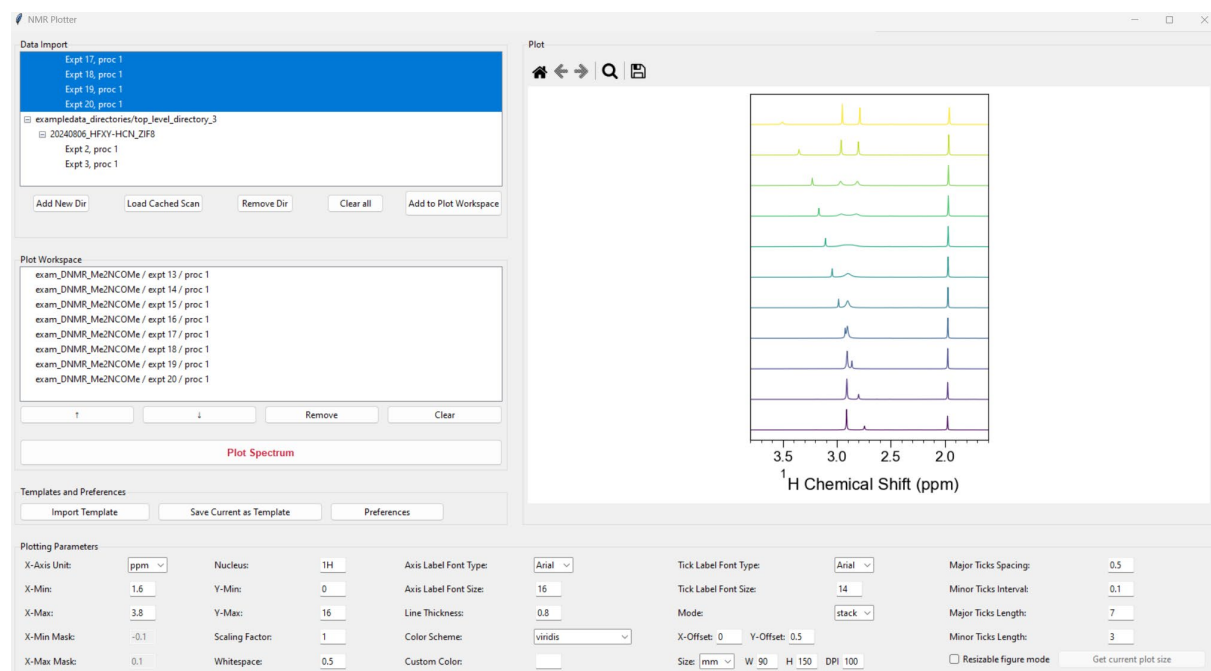 NMR Plotter
Data Import
Expt 17, proc 1
Expt 18, proc 1
Expt 19, proc 1
Expt 20, proc 1
exampledata_directories/top_level_directory_3
20240806_HFXY-HCN_ZIF8
Expt 2, proc 1
Expt 3, proc 1
Add New Dir Load Cached Scan Remove Dir Clear all Add to Plot Workspace
Plot Workspace
exam_DNMR_Me2NCOMe / expt 13 / proc 1
exam_DNMR_Me2NCOMe / expt 14 / proc 1
exam_DNMR_Me2NCOMe / expt 15 / proc 1
exam_DNMR_Me2NCOMe / expt 16 / proc 1
exam_DNMR_Me2NCOMe / expt 17 / proc 1
exam_DNMR_Me2NCOMe / expt 18 / proc 1
exam_DNMR_Me2NCOMe / expt 19 / proc 1
exam_DNMR_Me2NCOMe / expt 20 / proc 1
↑ ↓ Remove Clear
Plot Spectrum
Templates and Preferences
Import Template Save Current as Template Preferences
Plot
3.5 3.0 2.5 2.0
¹H Chemical Shift (ppm)
Plotting Parameters
X-Axis Unit: ppm Nucleus: 1H Axis Label Font Type: Arial Tick Label Font Type: Arial Major Ticks Spacing: 0.5
X-Min: 1.6 Y-Min: 0 Axis Label Font Size: 16 Tick Label Font Size: 14 Minor Ticks Interval: 0.1
X-Max: 3.8 Y-Max: 16 Line Thickness: 0.8 Mode: stack Major Ticks Length: 7
X-Min Mask: -0.1 Scaling Factor: 1 Color Scheme: viridis X-Offset: 0 Y-Offset: 0.5 Minor Ticks Length: 3
X-Max Mask: 0.1 Whitespace: 0.5 Custom Color: Size: mm W 90 H 150 DPI 100 Resizable figure mode Get current plot size